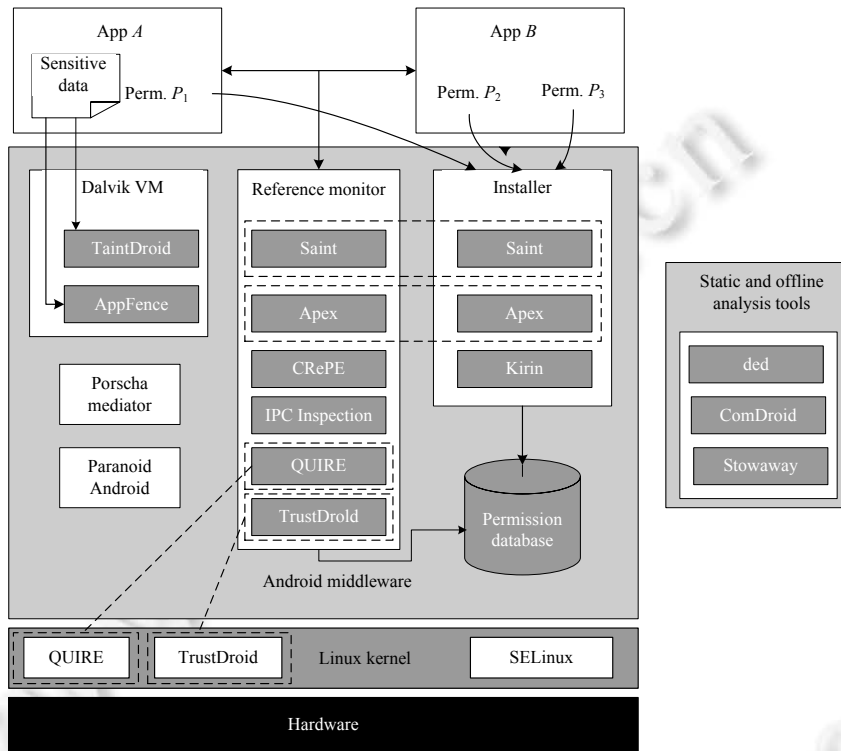 App A
App B
Sensitive
data
Perm. P1
Perm. P2
Perm. P3
Dalvik VM
Reference monitor
Installer
TaintDroid
AppFence
Saint
Saint
Apex
Apex
CRePE
Kirin
IPC Inspection
QUIRE
TrustDrold
Porscha
mediator
Paranoid
Android
Permission
database
Android middleware
Static and offline
analysis tools
ded
ComDroid
Stowaway
QUIRE
TrustDroid
Linux kernel
SELinux
Hardware